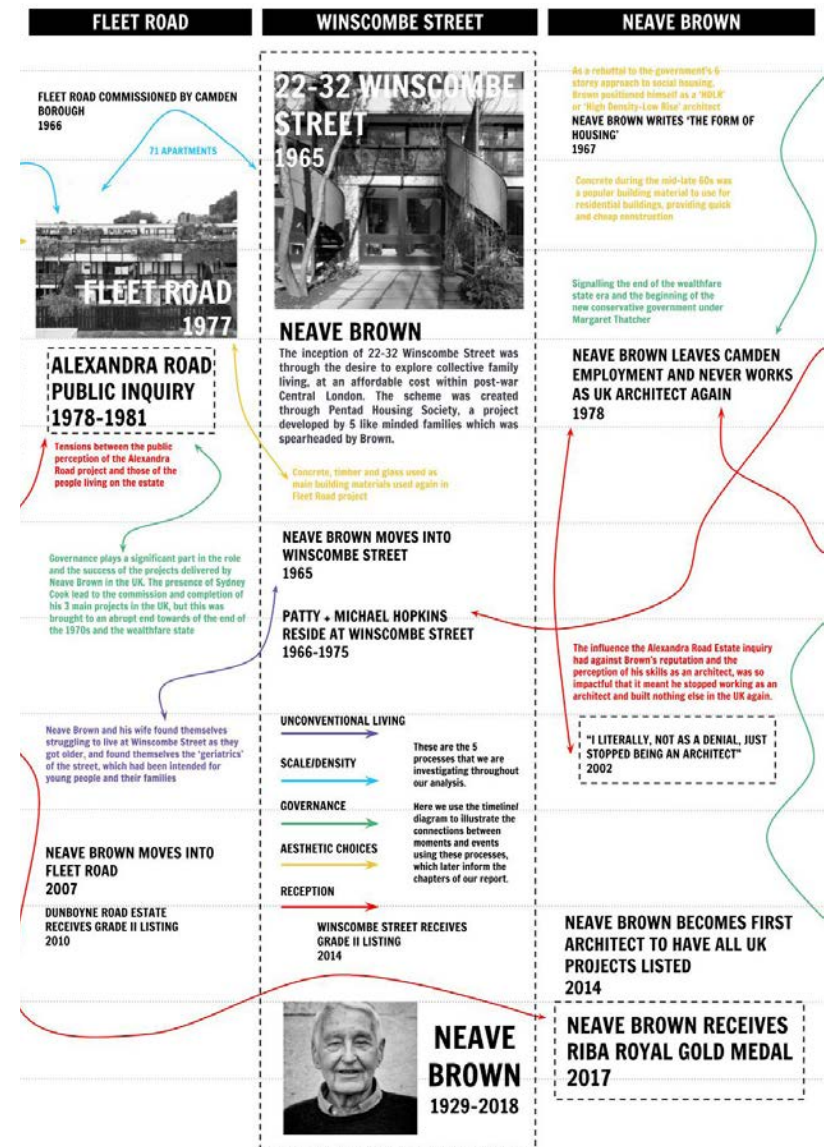 FLEET ROAD
FLEET ROAD COMMISSIONED BY CAMDEN
BOROUGH
1966
71 APARTMENTS
FLEET ROAD
1977
ALEXANDRA ROAD
PUBLIC INQUIRY
1978-1981
Tensions between the public
perception of the Alexandra
Road project and those of the
people living on the estate
Governance plays a significant part in the role
and the success of the projects delivered by
Neave Brown in the UK. The presence of Sydney
Cook lead to the commission and completion of
his 3 main projects in the UK, but this was
brought to an abrupt end towards of the end of
the 1970s and the wealthfare state
Neave Brown and his wife found themselves
struggling to live at Winscombe Street as they
got older, and found themselves the 'geriatrics'
of the street, which had been intended for
young people and their families
NEAVE BROWN MOVES INTO
FLEET ROAD
2007
DUNBOYNE ROAD ESTATE
RECEIVES GRADE II LISTING
2010
WINSCOMBE STREET
22-32 WINSCOMBE
STREET
1965
NEAVE BROWN
The inception of 22-32 Winscombe Street was
through the desire to explore collective family
living, at an affordable cost within post-war
Central London. The scheme was created
through Pentad Housing Society, a project
developed by 5 like minded families which was
spearheaded by Brown.
Concrete, timber and glass used as
main building materials used again in
Fleet Road project
NEAVE BROWN MOVES INTO
WINSCOMBE STREET
1965
PATTY + MICHAEL HOPKINS
RESIDE AT WINSCOMBE STREET
1966-1975
UNCONVENTIONAL LIVING
SCALE/DENSITY
GOVERNANCE
AESTHETIC CHOICES
RECEPTION
These are the 5
processes that we are
investigating throughout
our analysis.
Here we use the timeline/
diagram to illustrate the
connections between
moments and events
using these processes,
which later inform the
chapters of our report.
WINSCOMBE STREET RECEIVES
GRADE II LISTING
2014
NEAVE
BROWN
1929-2018
NEAVE BROWN
As a rebuttal to the government's 6
storey approach to social housing,
Brown positioned himself as a 'HDLR'
or 'High Density-Low Rise' architect
NEAVE BROWN WRITES 'THE FORM OF
HOUSING'
1967
Concrete during the mid-late 60s was
a popular building material to use for
residential buildings, providing quick
and cheap construction
Signalling the end of the wealthfare
state era and the beginning of the
new conservative government under
Margaret Thatcher
NEAVE BROWN LEAVES CAMDEN
EMPLOYMENT AND NEVER WORKS
AS UK ARCHITECT AGAIN
1978
The influence the Alexandra Road Estate inquiry
had against Brown's reputation and the
perception of his skills as an architect, was so
impactful that it meant he stopped working as an
architect and built nothing else in the UK again.
"I LITERALLY, NOT AS A DENIAL, JUST
STOPPED BEING AN ARCHITECT"
2002
NEAVE BROWN BECOMES FIRST
ARCHITECT TO HAVE ALL UK
PROJECTS LISTED
2014
NEAVE BROWN RECEIVES
RIBA ROYAL GOLD MEDAL
2017